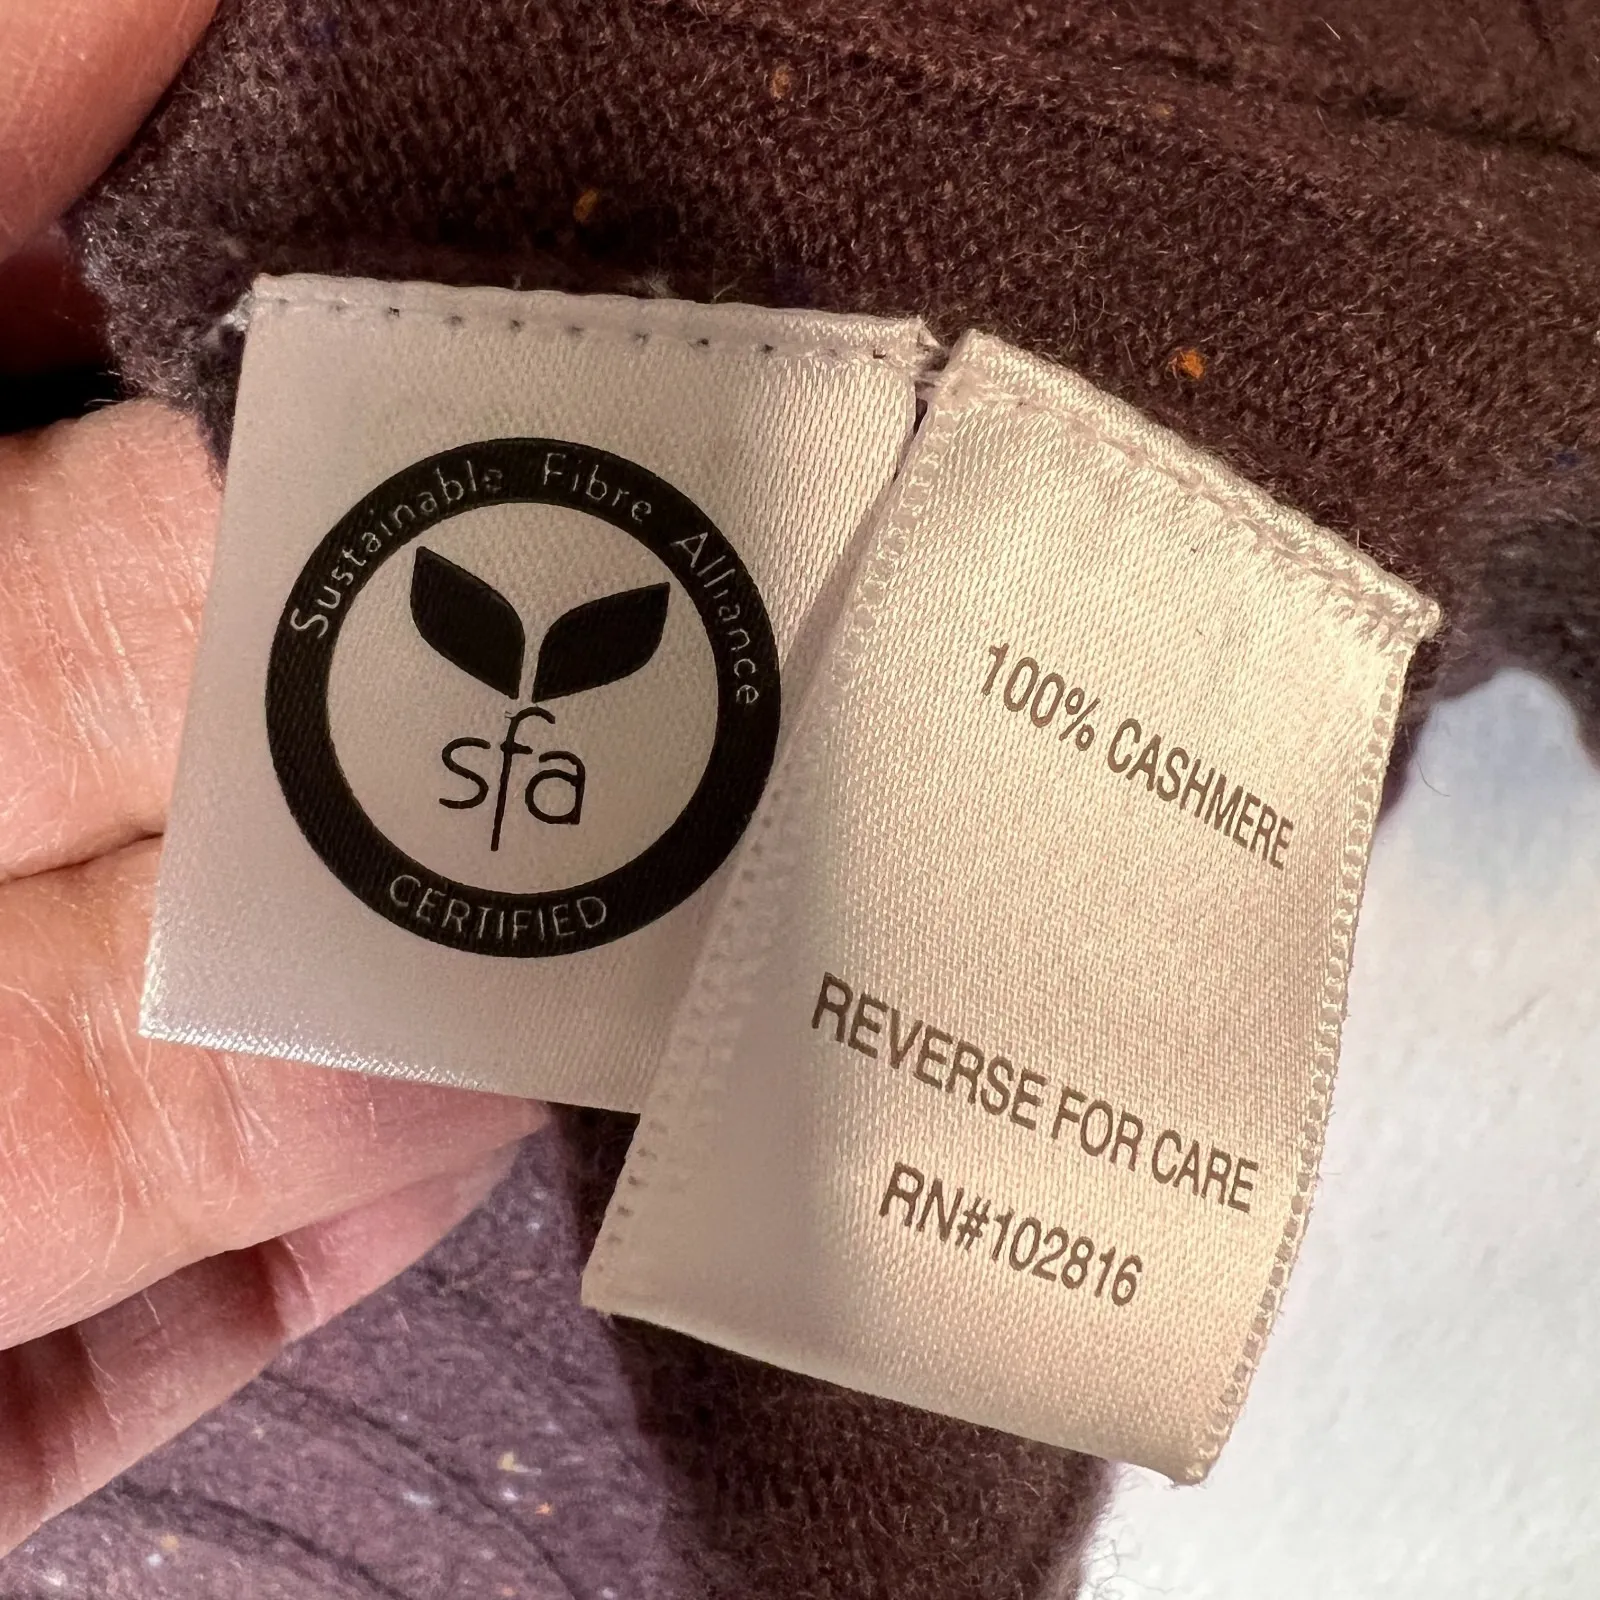 Sustainable Fibre Alliance
sfa
CERTIFIED
100% CASHMERE
REVERSE FOR CARE
RN#102816